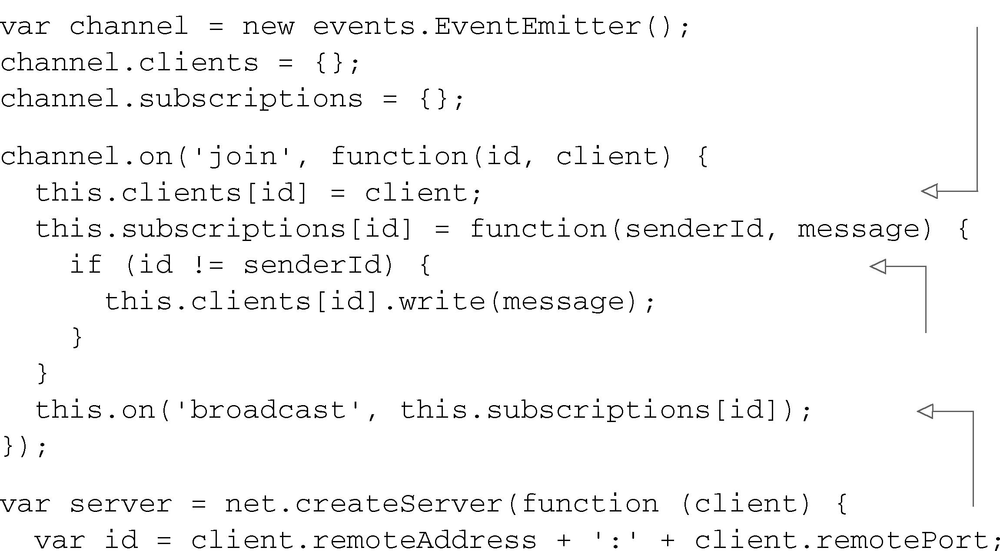 var channel = new events.EventEmitter();
channel.clients = {};
channel.subscriptions = {};
channel.on('join', function(id, client) {
  this.clients[id] = client;
  this.subscriptions[id] = function(senderId, message) {
    if (id != senderId) {
      this.clients[id].write(message);
    }
  }
  this.on('broadcast', this.subscriptions[id]);
});
var server = net.createServer(function (client) {
  var id = client.remoteAddress + ':' + client.remotePort;